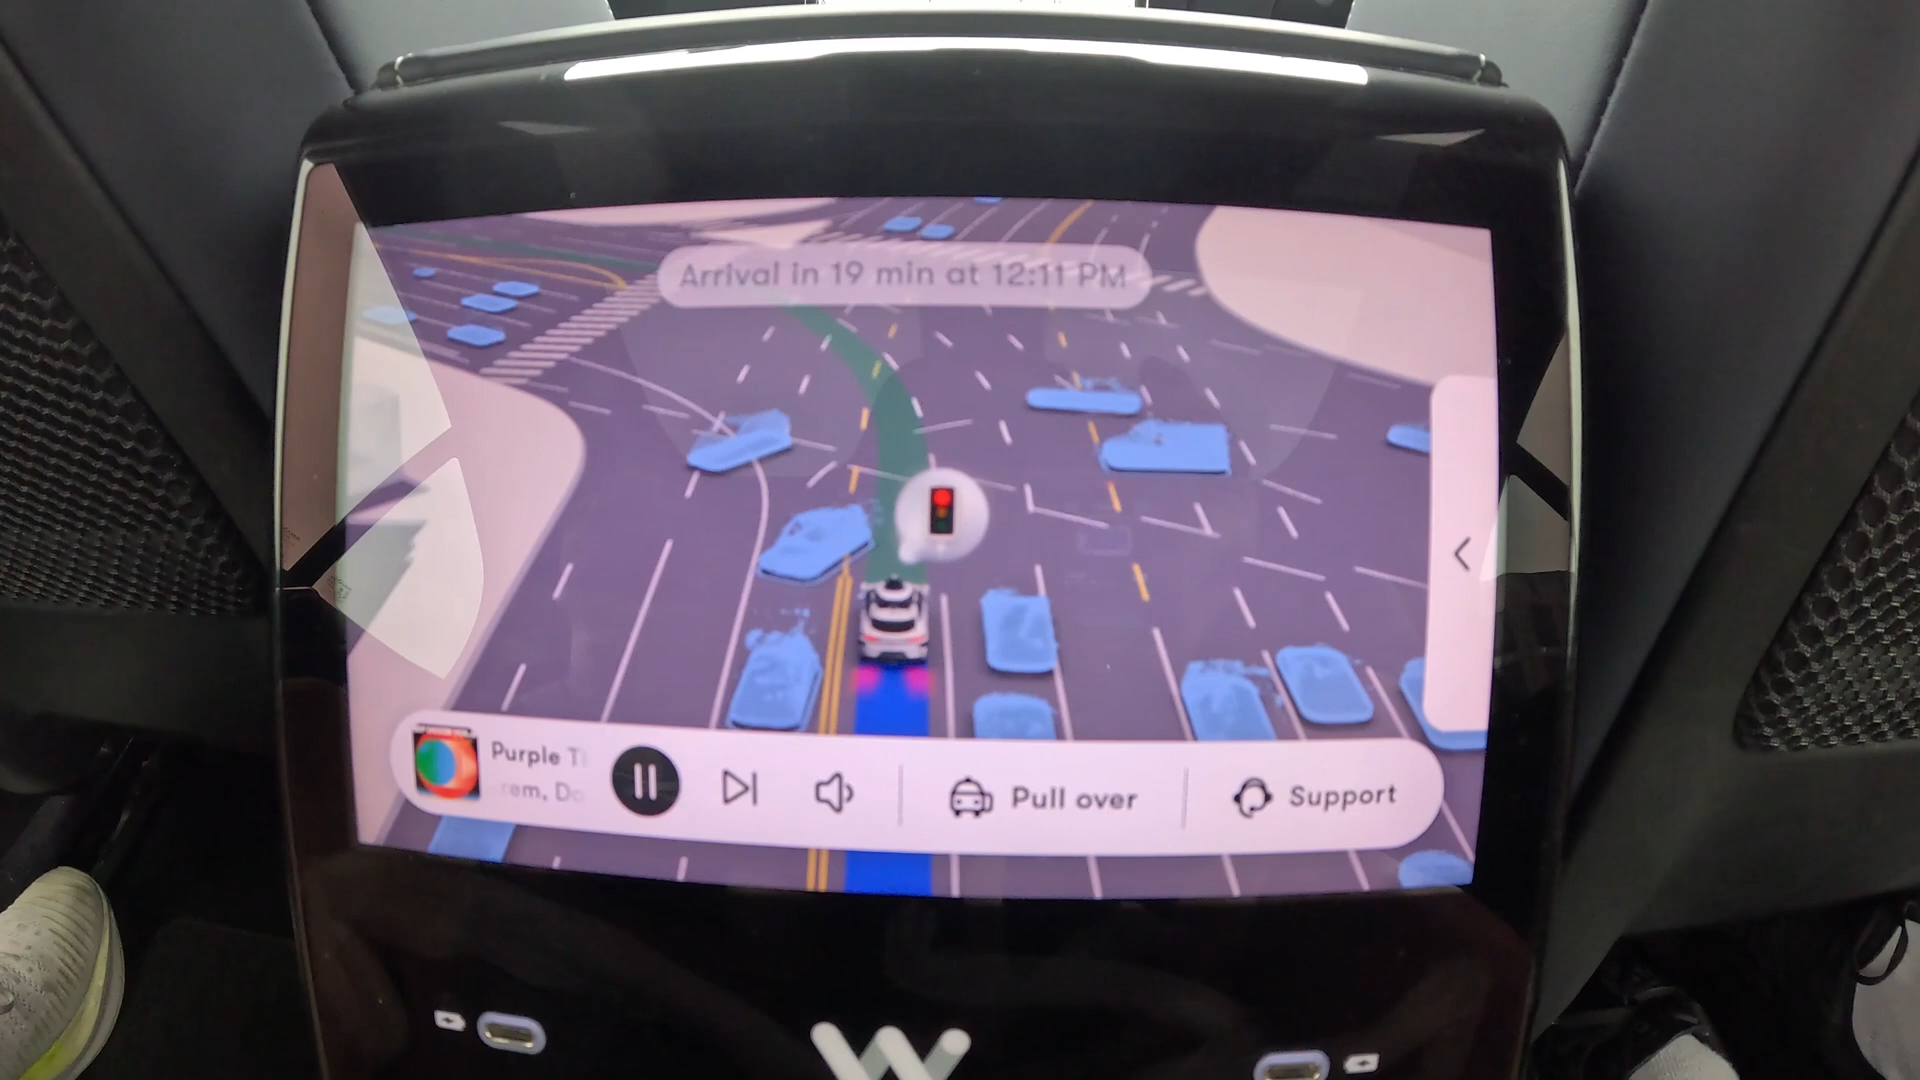 Arrival in 19 min at 12:11 PM
Purple
Pull over
Support